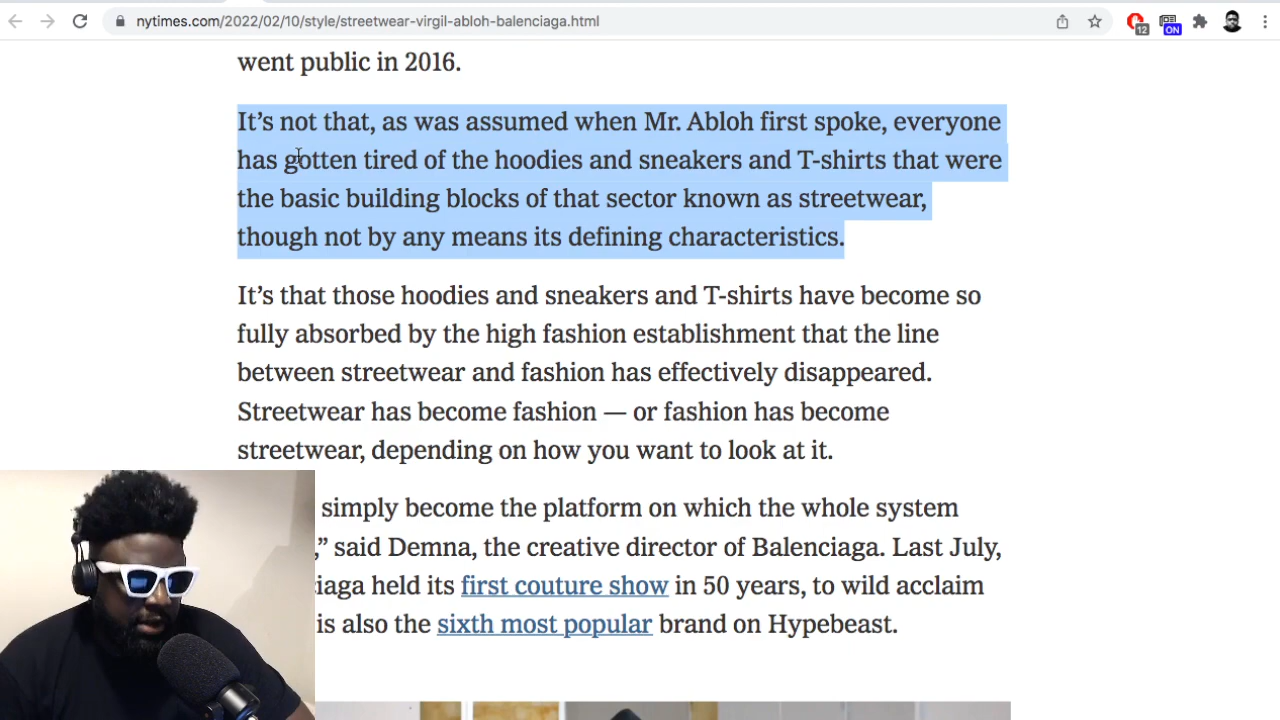 nytimes.com/2022/02/10/style/streetwear-virgil-abloh-balenciaga.html
12
ON
went public in 2016.
It’s not that, as was assumed when Mr. Abloh first spoke, everyone
has gotten tired of the hoodies and sneakers and T-shirts that were
the basic building blocks of that sector known as streetwear,
though not by any means its defining characteristics.
It’s that those hoodies and sneakers and T-shirts have become so
fully absorbed by the high fashion establishment that the line
between streetwear and fashion has effectively disappeared.
Streetwear has become fashion — or fashion has become
streetwear, depending on how you want to look at it.
simply become the platform on which the whole system
,” said Demna, the creative director of Balenciaga. Last July,
ciaga held its first couture show in 50 years, to wild acclaim
is also the sixth most popular brand on Hypebeast.